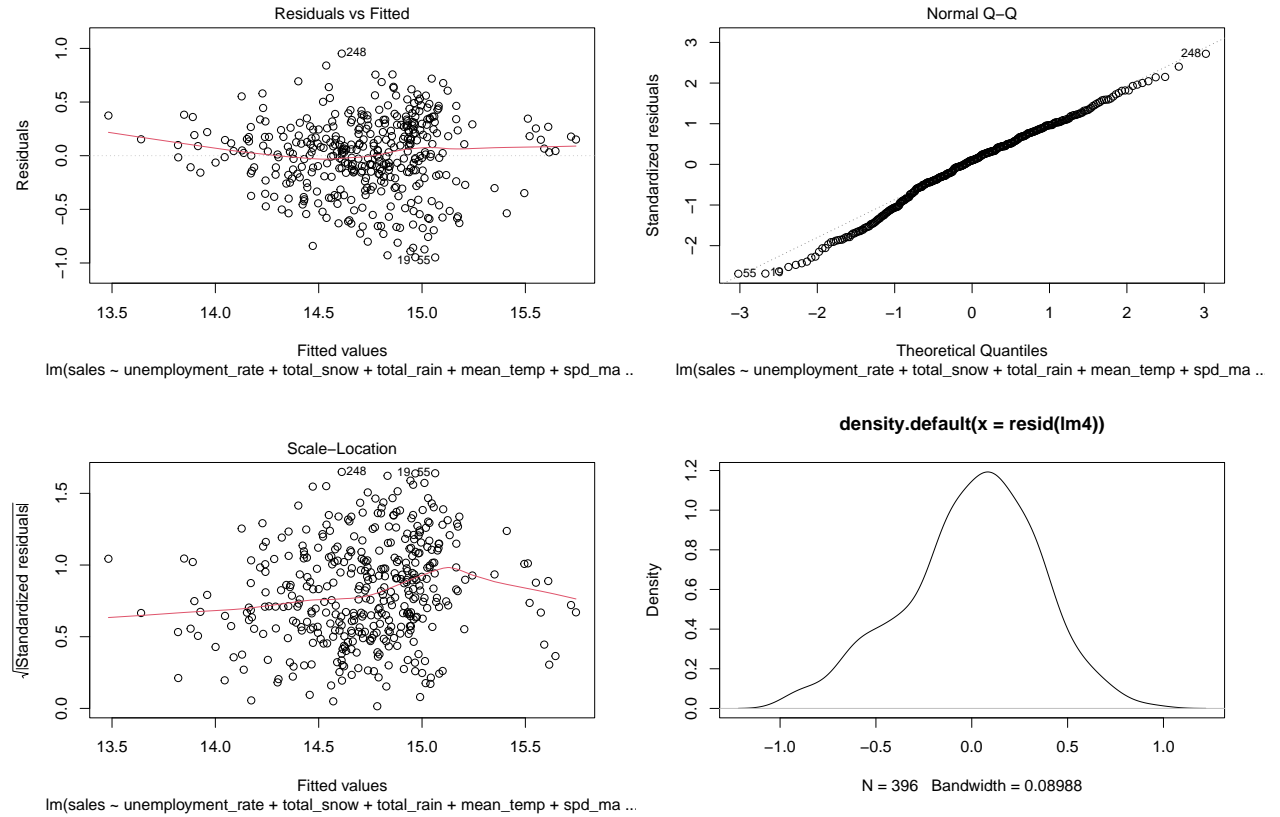 Residuals vs Fitted
1.0
0.5
0.0
−0.5
−1.0
Residuals
248
19
55
13.5 14.0 14.5 15.0 15.5
Fitted values
lm(sales ~ unemployment_rate + total_snow + total_rain + mean_temp + spd_ma ..
Normal Q−Q
3
2
1
0
−1
−2
Standardized residuals
248
55
19
−3 −2 −1 0 1 2 3
Theoretical Quantiles
lm(sales ~ unemployment_rate + total_snow + total_rain + mean_temp + spd_ma ..
Scale−Location
1.5
1.0
0.5
0.0
√|Standardized residuals|
248
19
55
13.5 14.0 14.5 15.0 15.5
Fitted values
lm(sales ~ unemployment_rate + total_snow + total_rain + mean_temp + spd_ma ..
density.default(x = resid(lm4))
1.2
1.0
0.8
0.6
0.4
0.2
0.0
Density
−1.0 −0.5 0.0 0.5 1.0
N = 396 Bandwidth = 0.08988